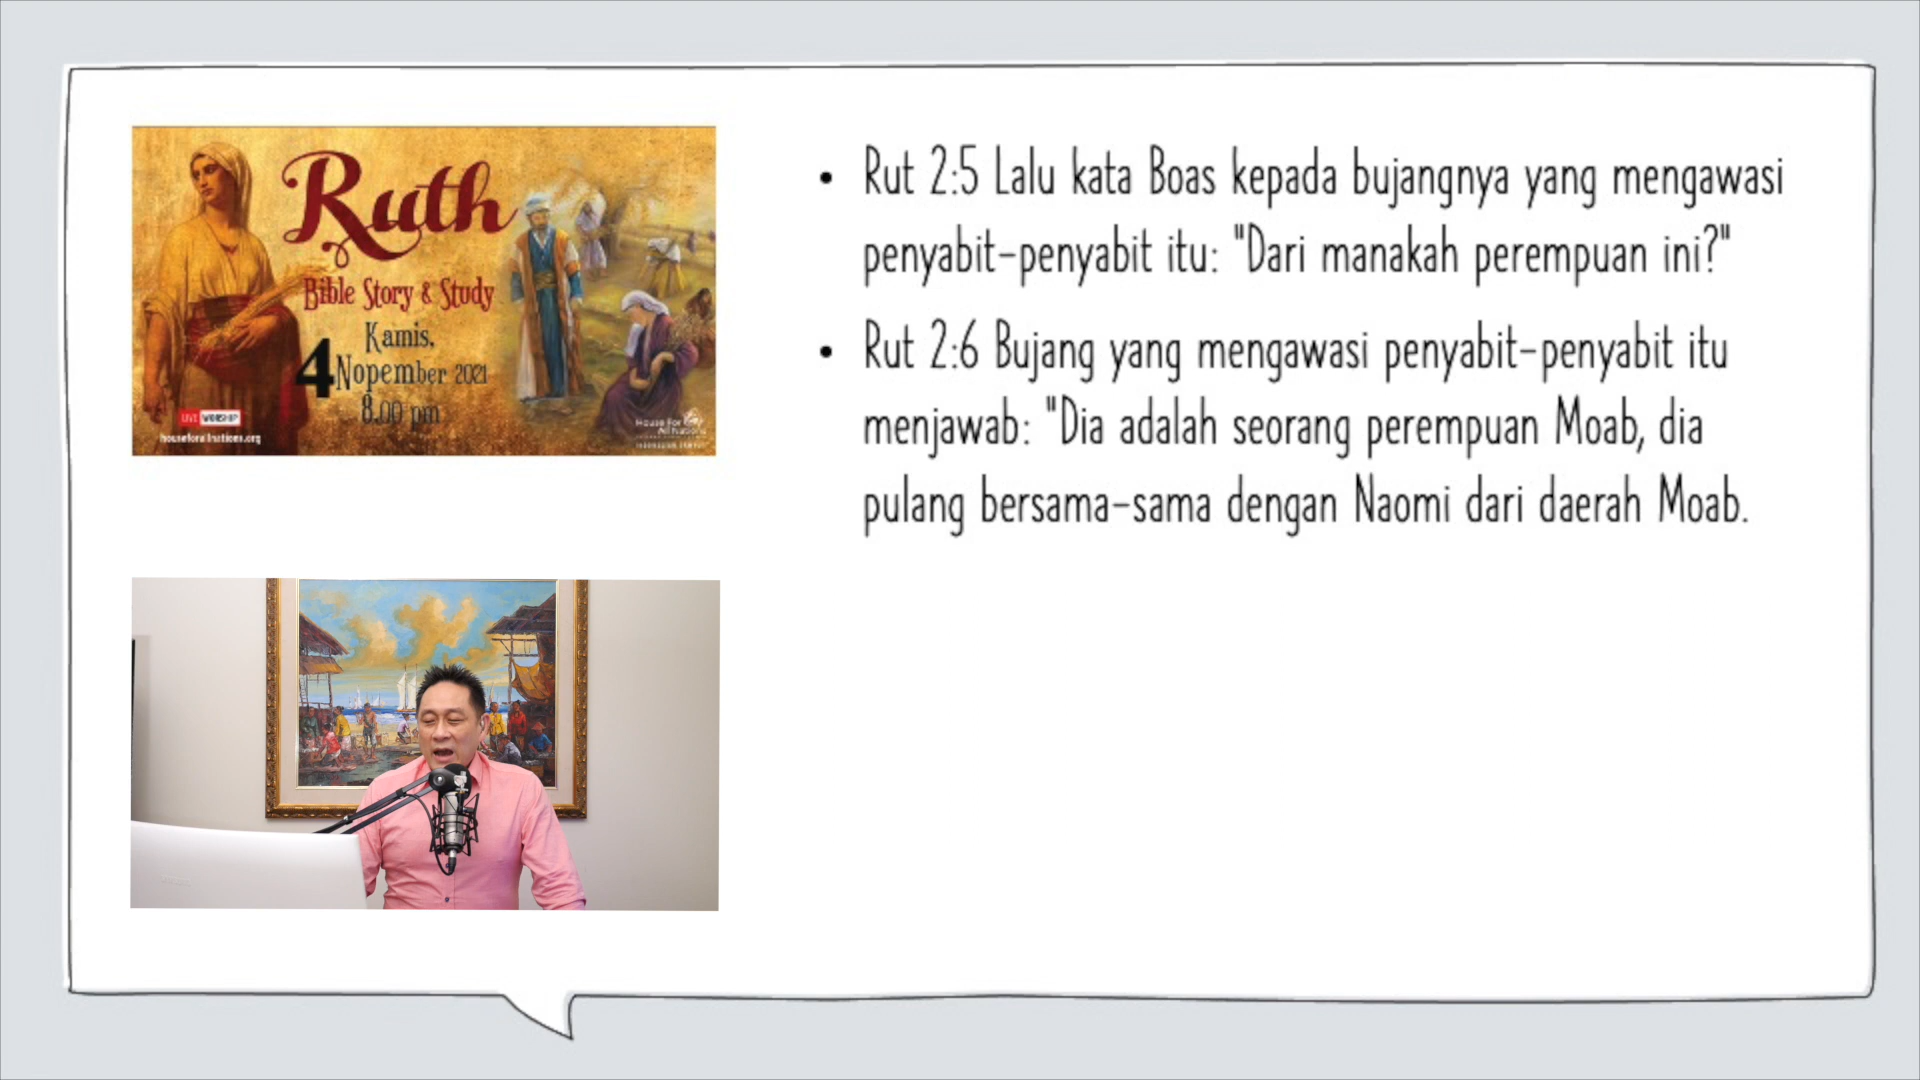 Ruth
Bible Story & Study
Kamis,
4 Nopember 2021
8.00 pm
LIVE WORSHIP
houseforallnations.org
House For
All Nations
• Rut 2:5 Lalu kata Boas kepada bujangnya yang mengawasi
penyabit-penyabit itu: "Dari manakah perempuan ini?"
• Rut 2:6 Bujang yang mengawasi penyabit-penyabit itu
menjawab: "Dia adalah seorang perempuan Moab, dia
pulang bersama-sama dengan Naomi dari daerah Moab.